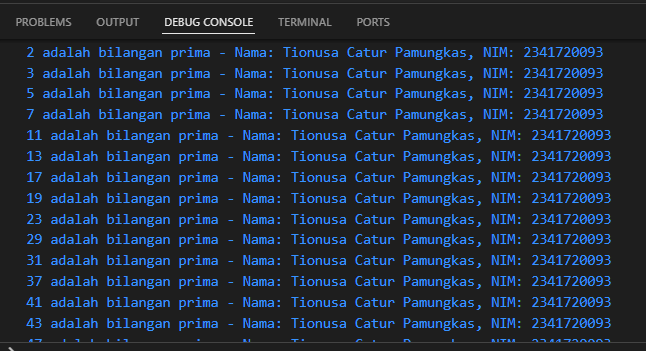 PROBLEMS OUTPUT DEBUG CONSOLE TERMINAL PORTS
2 adalah bilangan prima - Nama: Tionusa Catur Pamungkas, NIM: 2341720093
3 adalah bilangan prima - Nama: Tionusa Catur Pamungkas, NIM: 2341720093
5 adalah bilangan prima - Nama: Tionusa Catur Pamungkas, NIM: 2341720093
7 adalah bilangan prima - Nama: Tionusa Catur Pamungkas, NIM: 2341720093
11 adalah bilangan prima - Nama: Tionusa Catur Pamungkas, NIM: 2341720093
13 adalah bilangan prima - Nama: Tionusa Catur Pamungkas, NIM: 2341720093
17 adalah bilangan prima - Nama: Tionusa Catur Pamungkas, NIM: 2341720093
19 adalah bilangan prima - Nama: Tionusa Catur Pamungkas, NIM: 2341720093
23 adalah bilangan prima - Nama: Tionusa Catur Pamungkas, NIM: 2341720093
29 adalah bilangan prima - Nama: Tionusa Catur Pamungkas, NIM: 2341720093
31 adalah bilangan prima - Nama: Tionusa Catur Pamungkas, NIM: 2341720093
37 adalah bilangan prima - Nama: Tionusa Catur Pamungkas, NIM: 2341720093
41 adalah bilangan prima - Nama: Tionusa Catur Pamungkas, NIM: 2341720093
43 adalah bilangan prima - Nama: Tionusa Catur Pamungkas, NIM: 2341720093